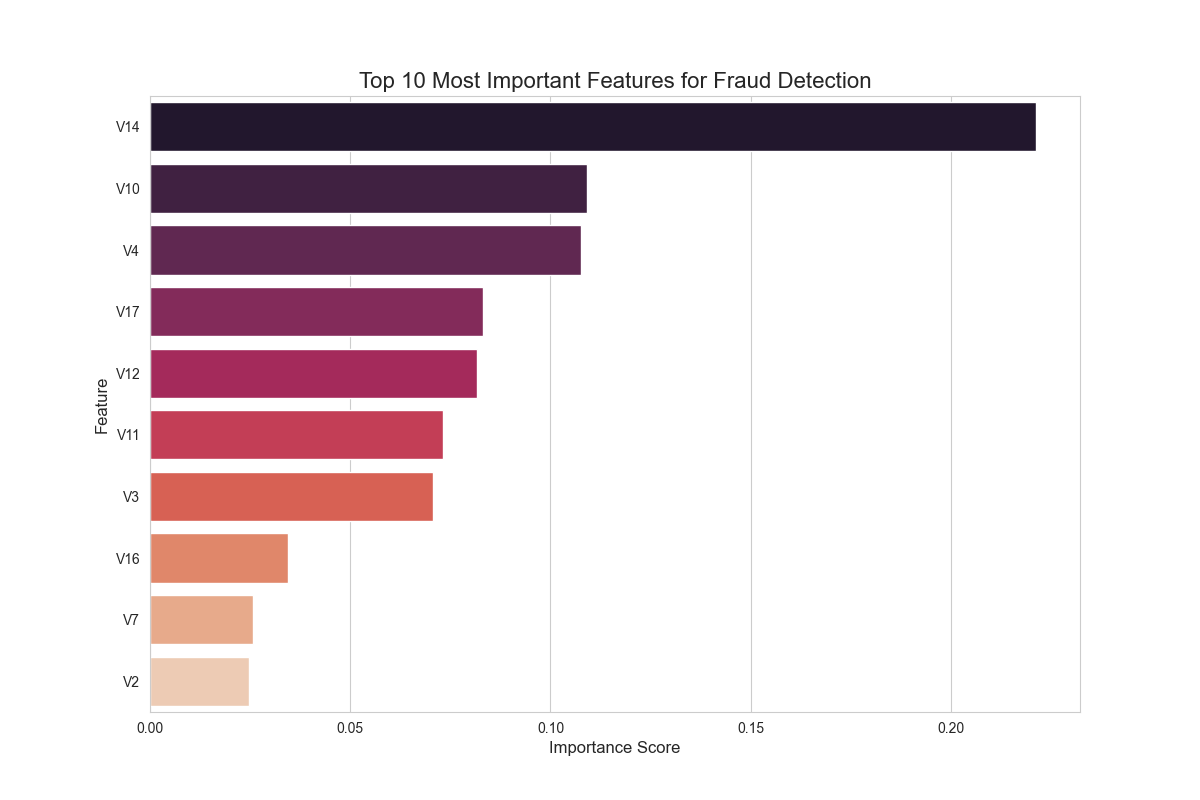 Top 10 Most Important Features for Fraud Detection
V14
V10
V4
V17
V12
V11
V3
V16
V7
V2
Feature
0.00 0.05 0.10 0.15 0.20
Importance Score